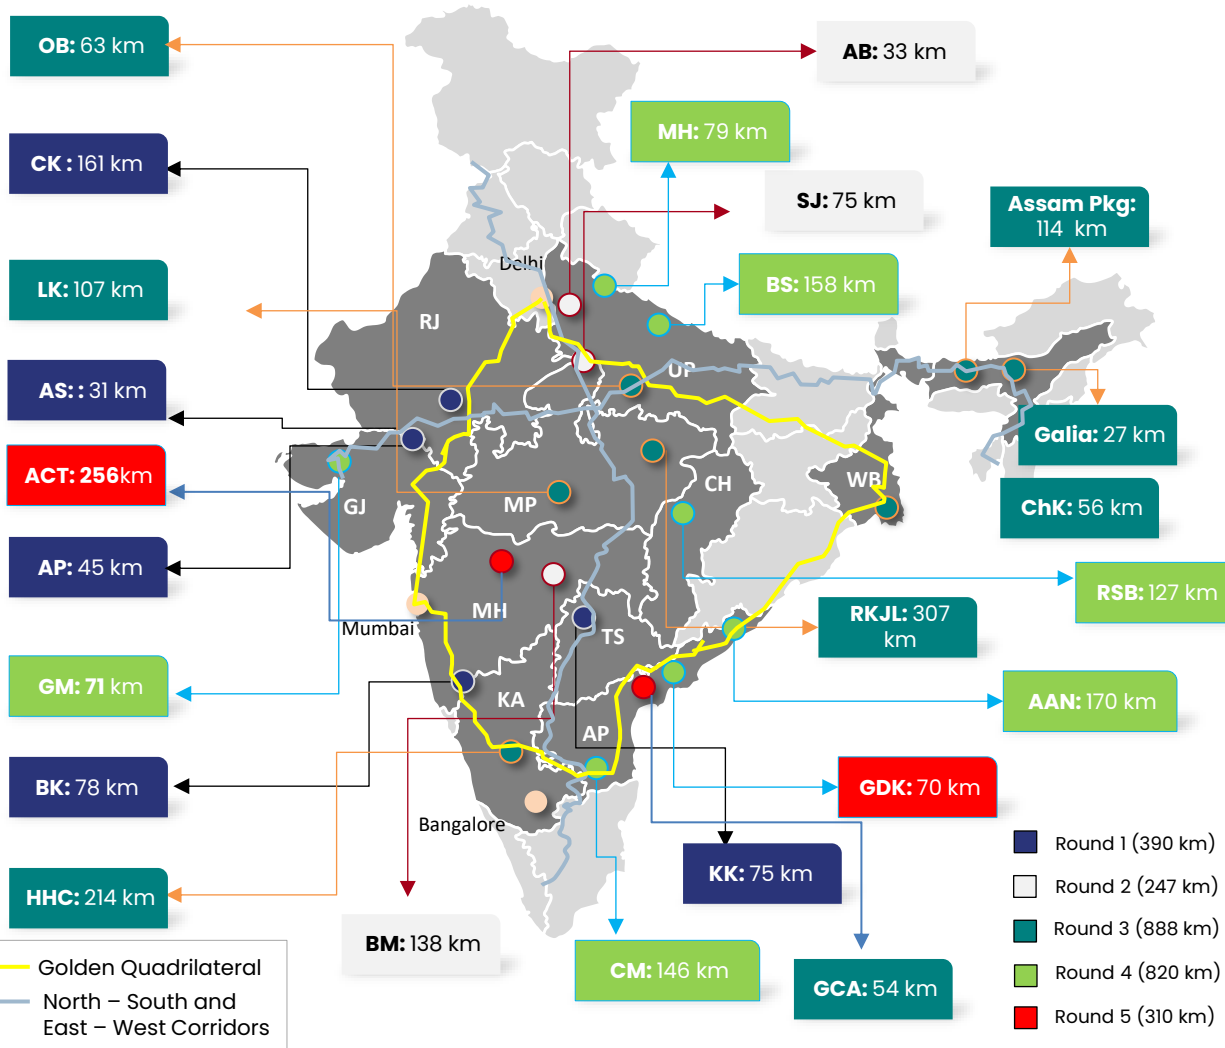 OB: 63 km
AB: 33 km
MH: 79 km
CK : 161 km
SJ: 75 km
Assam Pkg:
114 km
Delhi
LK: 107 km
BS: 158 km
RJ
UP
AS: : 31 km
Galia: 27 km
ACT: 256km
GJ
MP
CH
WB
ChK: 56 km
AP: 45 km
RSB: 127 km
MH
Mumbai
TS
RKJL: 307
km
GM: 71 km
KA
AAN: 170 km
AP
BK: 78 km
GDK: 70 km
Bangalore
Round 1 (390 km)
KK: 75 km
Round 2 (247 km)
HHC: 214 km
BM: 138 km
Round 3 (888 km)
Golden Quadrilateral
CM: 146 km
Round 4 (820 km)
GCA: 54 km
North – South and
East – West Corridors
Round 5 (310 km)